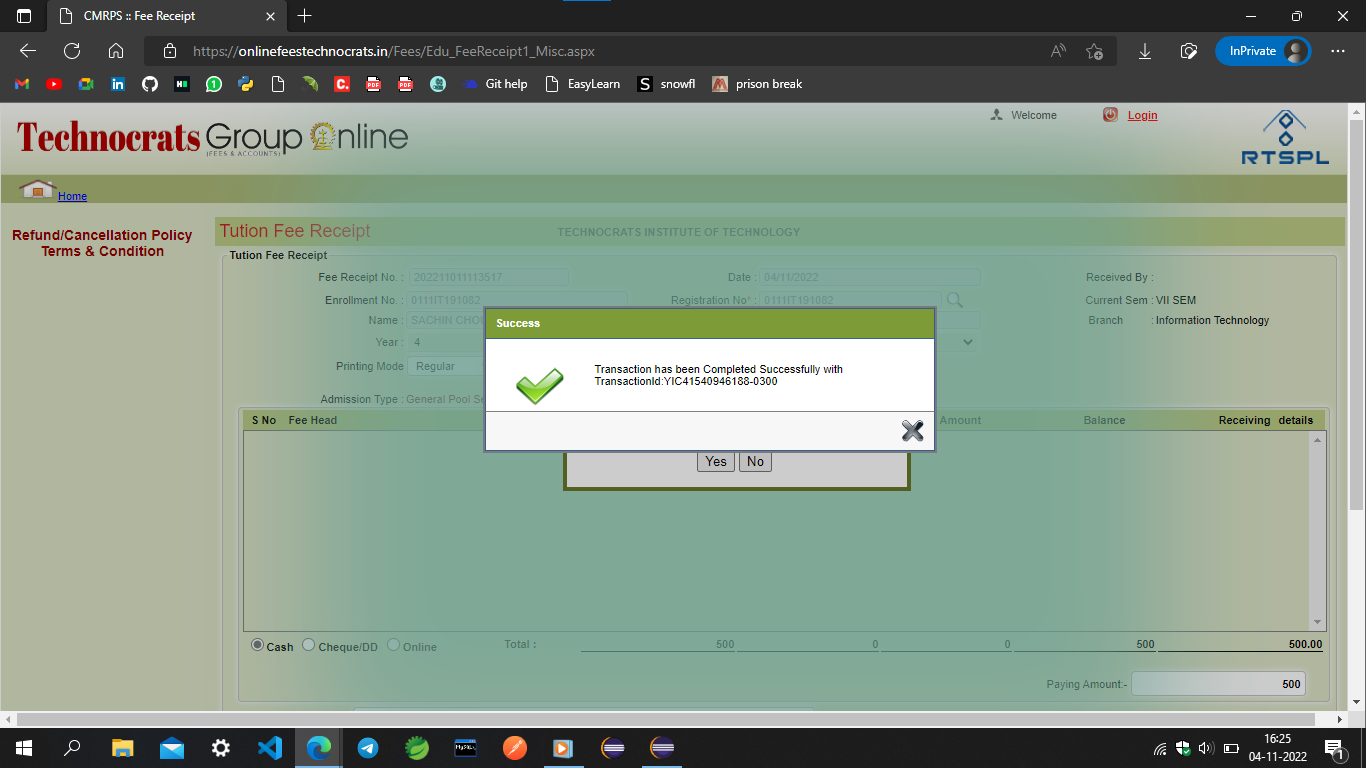 CMRPS :: Fee Receipt
https://onlinefeestechnocrats.in/Fees/Edu_FeeReceipt1_Misc.aspx
InPrivate
Git help EasyLearn S snowfl prison break
Technocrats Group Online
(FEES & ACCOUNTS)
Welcome Login
RTSPL
Home
Refund/Cancellation Policy
Terms & Condition
Tution Fee Receipt TECHNOCRATS INSTITUTE OF TECHNOLOGY
Tution Fee Receipt
Fee Receipt No. : 202211011113517 Date : 04/11/2022 Received By :
Enrollment No. : 0111IT191082 Registration No* : 0111IT191082 Current Sem : VII SEM
Name : SACHIN Branch : Information Technology
Year : 4
Printing Mode Regular
Admission Type : General Pool
Success
Transaction has been Completed Successfully with
TransactionId:YIC41540946188-0300
S No Fee Head Amount Balance Receiving details
Yes No
Cash Cheque/DD Online Total : 500 0 0 500 500.00
Paying Amount:- 500
MySQL
16:25
04-11-2022
1